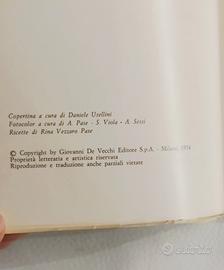 Copertina a cura di Daniele Usellini
Fotocolor a cura di A. Pase - S. Viola - A. Sessi
Ricette di Rina Vezzaro Pase
© Copyright by Giovanni De Vecchi Editore S.p.A. - Milano, 1974
Proprietà letteraria e artistica riservata
Riproduzione e traduzione anche parziali vietate
subito